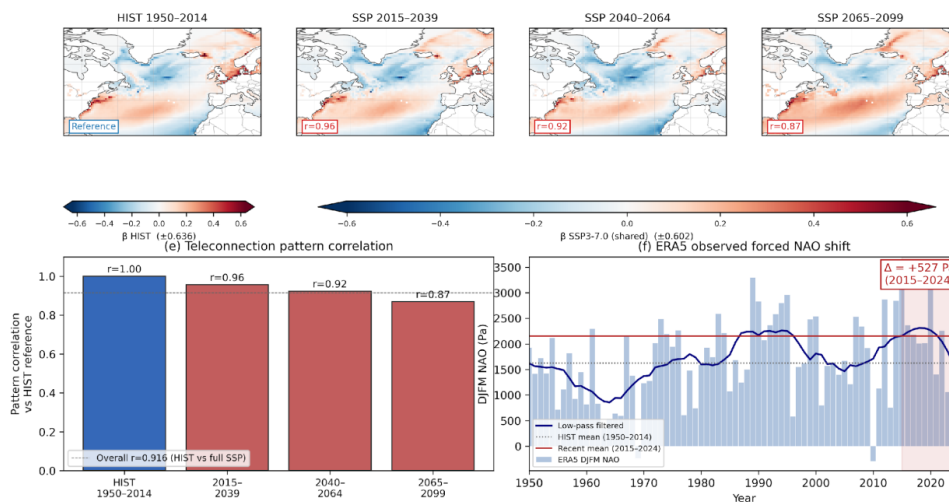 HIST 1950–2014
SSP 2015–2039
SSP 2040–2064
SSP 2065–2099
Reference
r=0.96
r=0.92
r=0.87
−0.6 −0.4 −0.2 0.0 0.2 0.4 0.6
β HIST (±0.636)
−0.6 −0.4 −0.2 0.0 0.2 0.4 0.6
β SSP3-7.0 (shared) (±0.602)
(e) Teleconnection pattern correlation
Pattern correlation
vs HIST reference
1.0
0.8
0.6
0.4
0.2
0.0
r=1.00
r=0.96
r=0.92
r=0.87
Overall r=0.916 (HIST vs full SSP)
HIST
1950–2014
2015–
2039
2040–
2064
2065–
2099
(f) ERA5 observed forced NAO shift
DJFM NAO (Pa)
3500
3000
2500
2000
1500
1000
500
0
Δ = +527 P
(2015–2024
Low-pass filtered
HIST mean (1950–2014)
Recent mean (2015–2024)
ERA5 DJFM NAO
1950 1960 1970 1980 1990 2000 2010 2020
Year